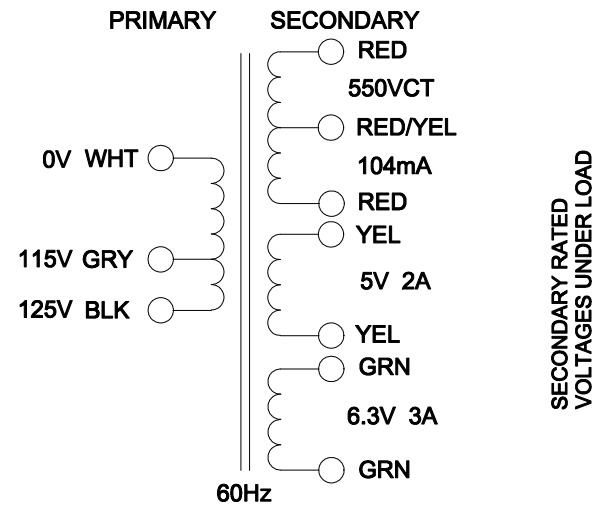 PRIMARY
SECONDARY
0V WHT
115V GRY
125V BLK
RED
550VCT
RED/YEL
104mA
RED
YEL
5V 2A
YEL
GRN
6.3V 3A
GRN
60Hz
SECONDARY RATED
VOLTAGES UNDER LOAD